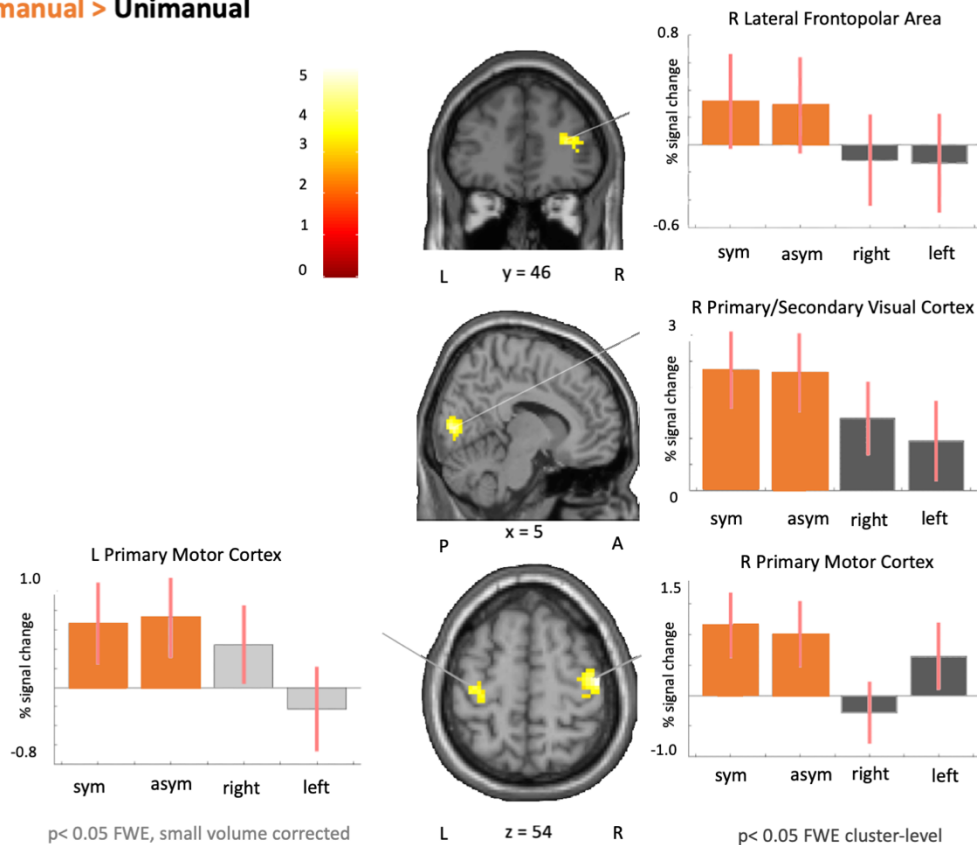 manual > Unimanual
5
4
3
2
1
0
L
y = 46
R
R Lateral Frontopolar Area
0.8
% signal change
-0.6
sym
asym
right
left
P
x = 5
A
R Primary/Secondary Visual Cortex
3
% signal change
0
sym
asym
right
left
L Primary Motor Cortex
1.0
% signal change
-0.8
sym
asym
right
left
p< 0.05 FWE, small volume corrected
L
z = 54
R
R Primary Motor Cortex
1.5
% signal change
-1.0
sym
asym
right
left
p< 0.05 FWE cluster-level